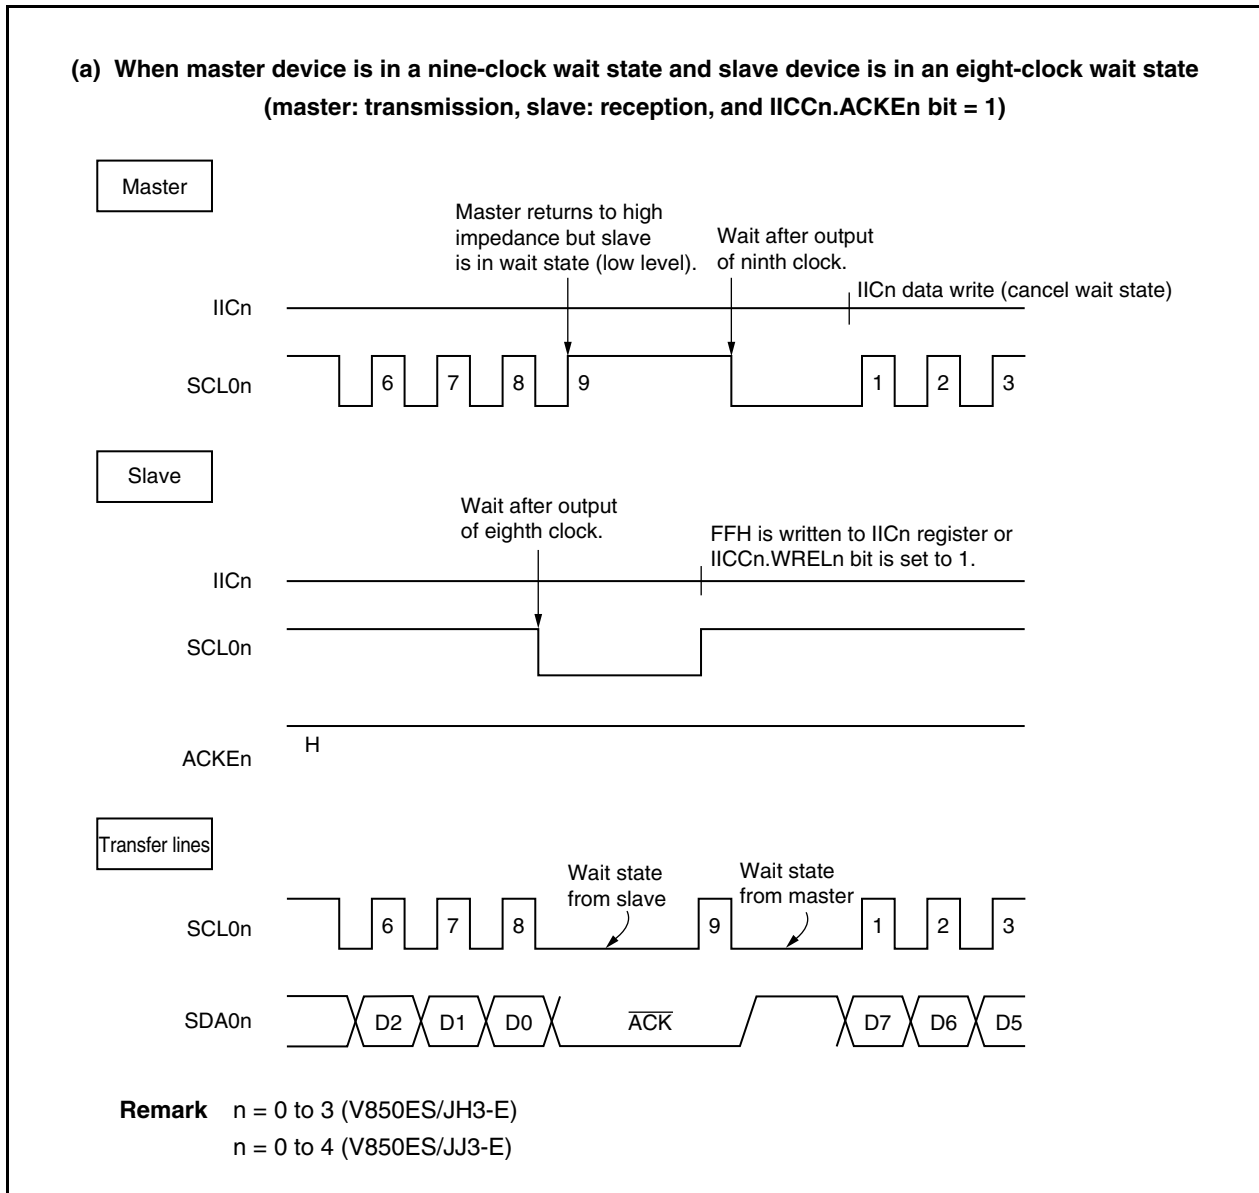 (a) When master device is in a nine-clock wait state and slave device is in an eight-clock wait state
(master: transmission, slave: reception, and IICCn.ACKEn bit = 1)
Master
Master returns to high
impedance but slave
is in wait state (low level).
Wait after output
of ninth clock.
IICn data write (cancel wait state)
IICn
SCL0n
6 7 8 9 1 2 3
Slave
Wait after output
of eighth clock.
FFH is written to IICn register or
IICCn.WRELn bit is set to 1.
IICn
SCL0n
H
ACKEn
Transfer lines
Wait state
from slave
Wait state
from master
SCL0n
6 7 8 9 1 2 3
SDA0n
D2 D1 D0 ACK D7 D6 D5
Remark n = 0 to 3 (V850ES/JH3-E)
n = 0 to 4 (V850ES/JJ3-E)